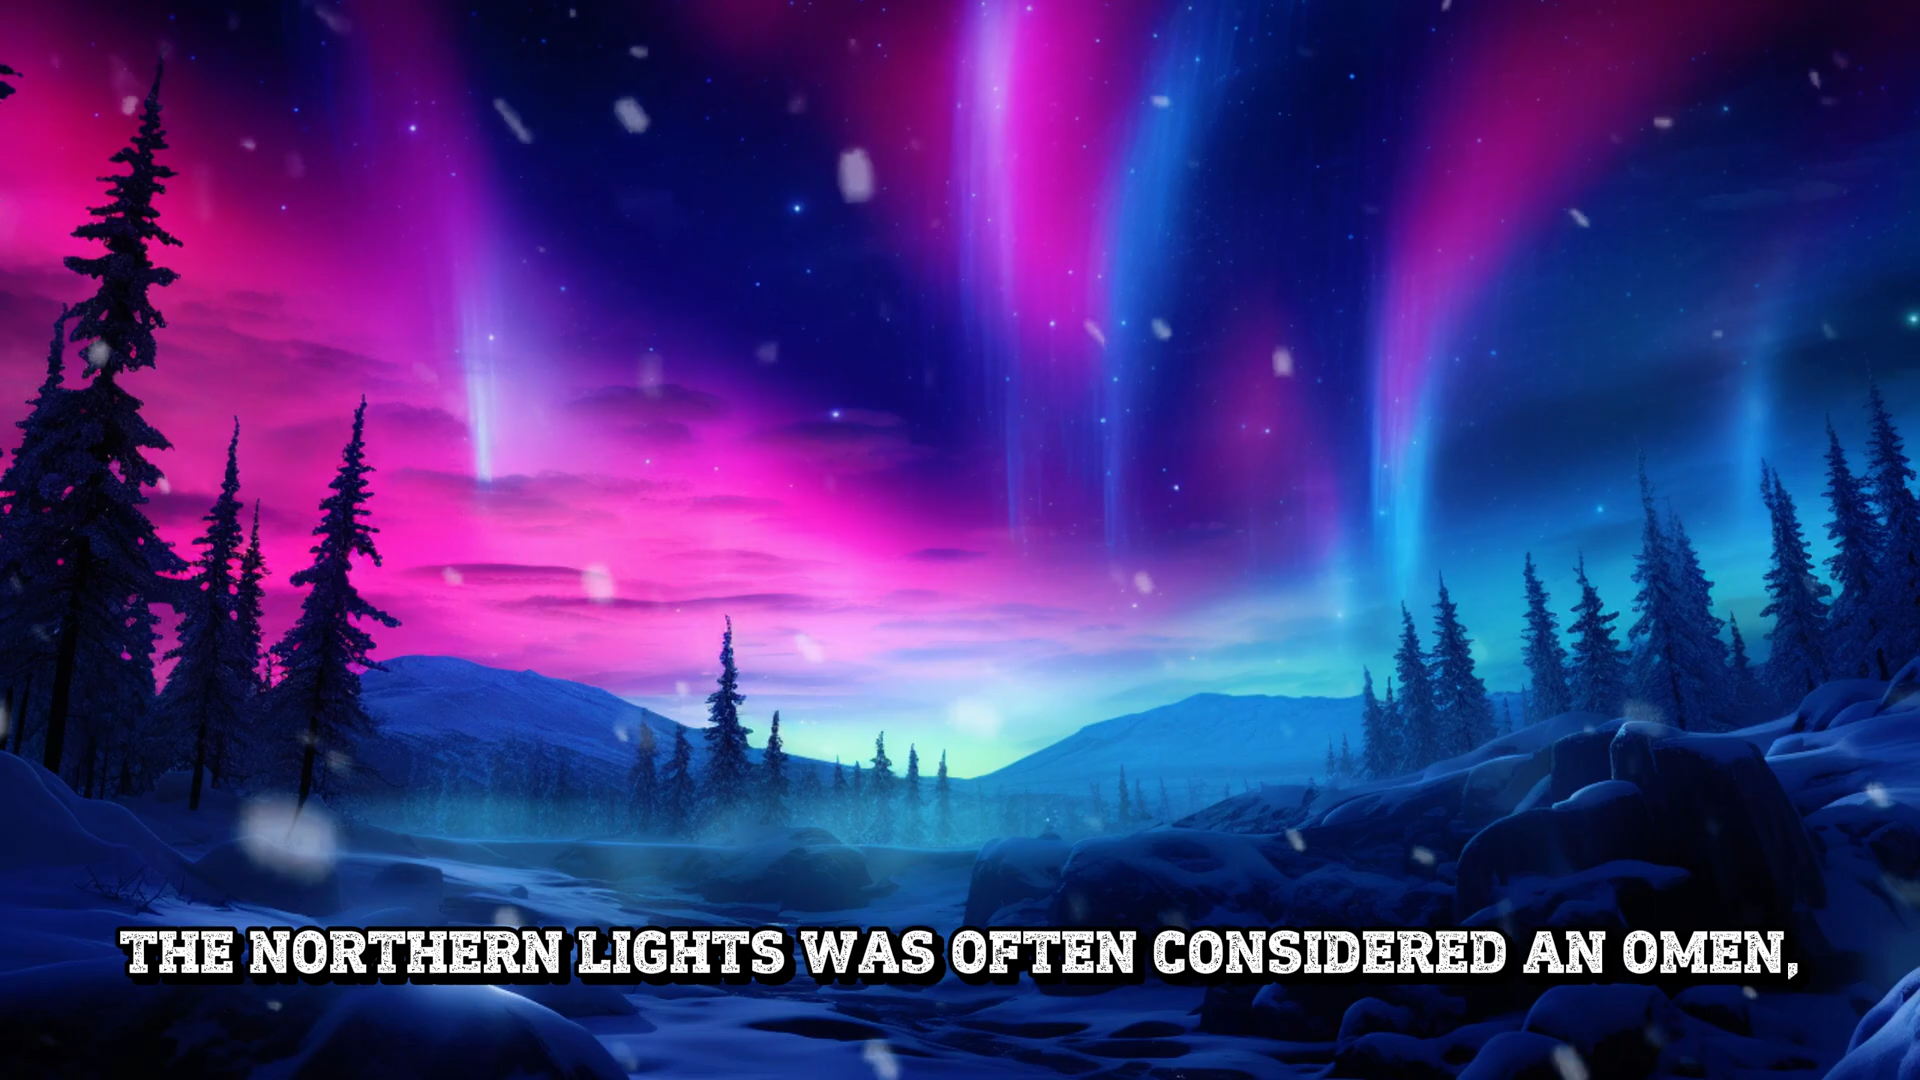 THE NORTHERN LIGHTS WAS OFTEN CONSIDERED AN OMEN,